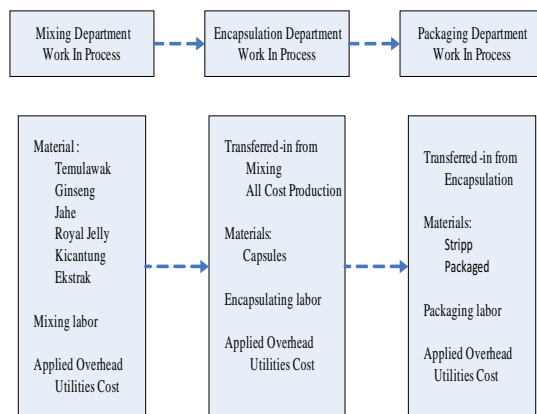 Mixing Department
Work In Process
Encapsulation Department
Work In Process
Packaging Department
Work In Process
Material :
Temulawak
Ginseng
Jahe
Royal Jelly
Kicantung
Ekstrak
Mixing labor
Applied Overhead
Utilities Cost
Transferred-in from
Mixing
All Cost Production
Materials:
Capsules
Encapsulating labor
Applied Overhead
Utilities Cost
Transferred-in from
Encapsulation
Materials:
Stripp
Packaged
Packaging labor
Applied Overhead
Utilities Cost